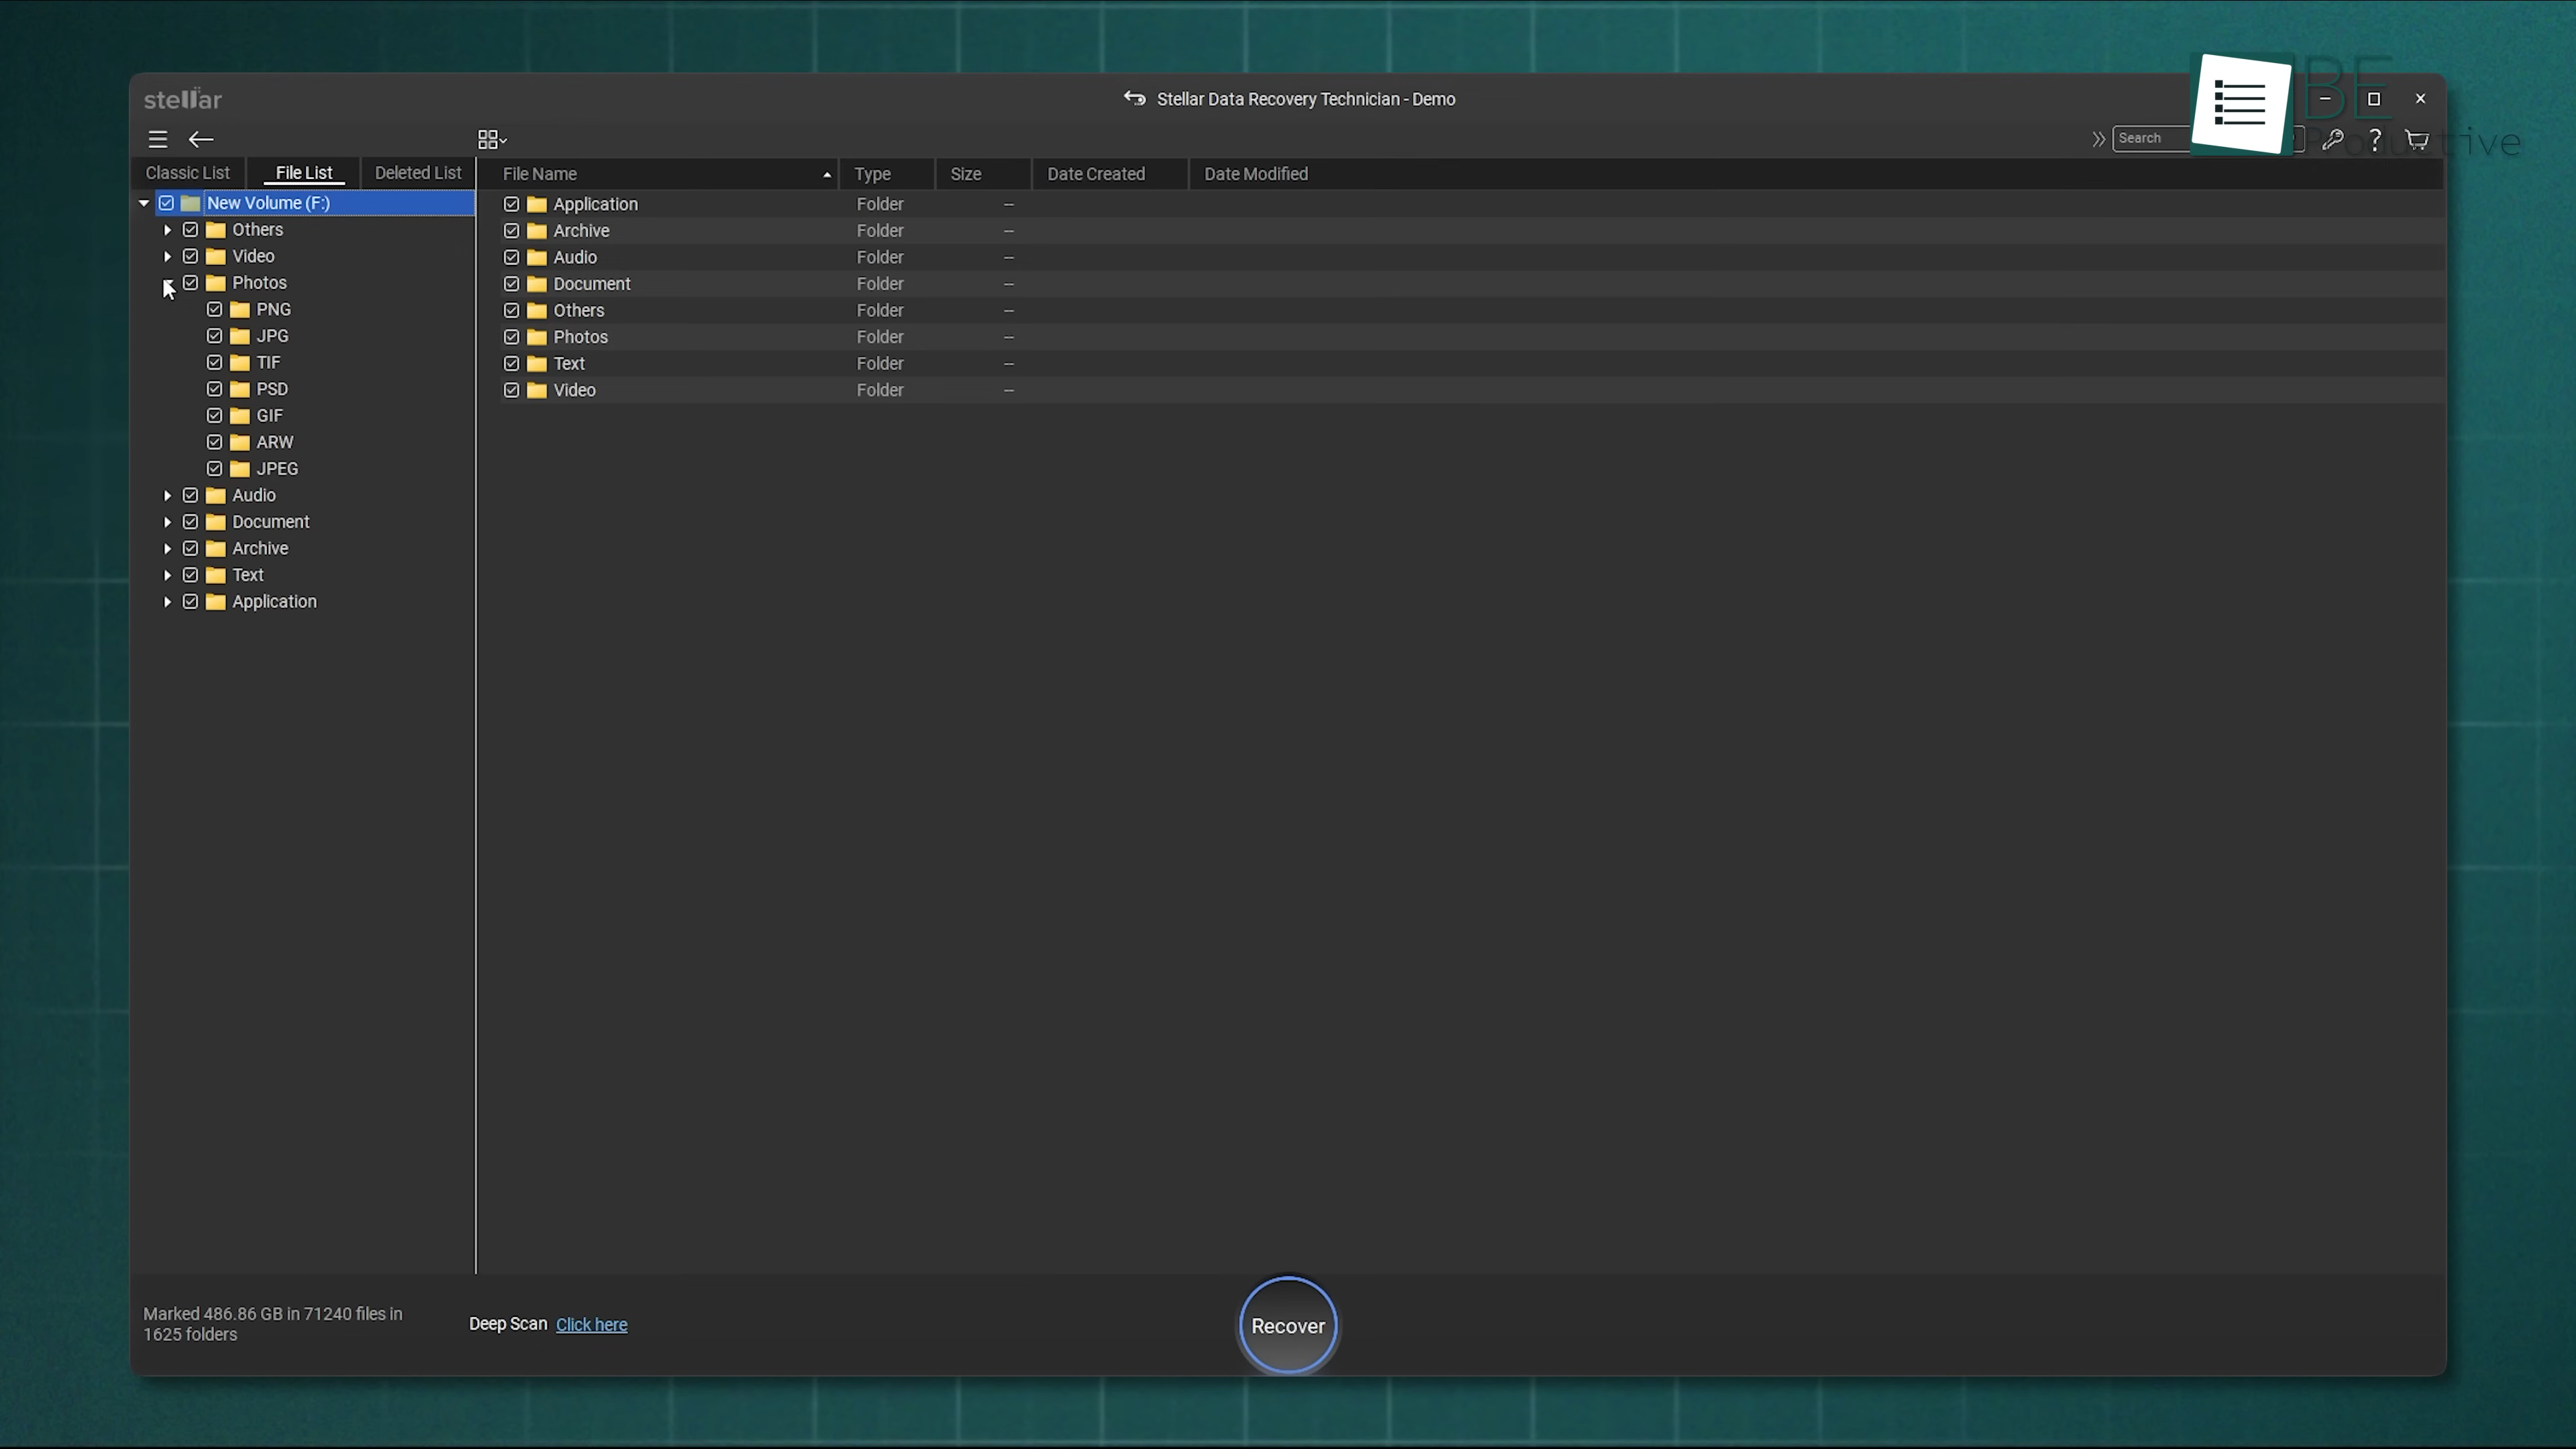 stellar
Stellar Data Recovery Technician - Demo
BE
Productive
Search
?
Classic List
File List
Deleted List
File Name
Type
Size
Date Created
Date Modified
New Volume (F:)
Others
Video
Photos
PNG
JPG
TIF
PSD
GIF
ARW
JPEG
Audio
Document
Archive
Text
Application
Application Folder --
Archive Folder --
Audio Folder --
Document Folder --
Others Folder --
Photos Folder --
Text Folder --
Video Folder --
Marked 486.86 GB in 71240 files in
1625 folders
Deep Scan Click here
Recover